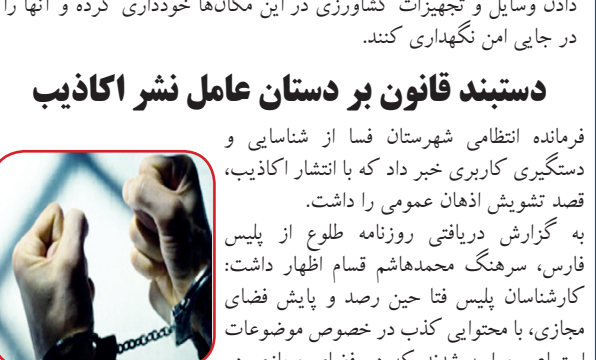 دادن وسایل و تجهیزات کشاورزی در این مکان‌ها خودداری کرده و آنها را
در جایی امن نگهداری کنند.
دستبند قانون بر دستان عامل نشر اکاذیب
فرمانده انتظامی شهرستان فسا از شناسایی و
دستگیری کاربری خبر داد که با انتشار اکاذیب،
قصد تشویش اذهان عمومی را داشت.
به گزارش دریافتی روزنامه طلوع از پلیس
فارس، سرهنگ محمدهاشم قسام اظهار داشت:
کارشناسان پلیس فتا حین رصد و پایش فضای
مجازی، با محتوایی کذب در خصوص موضوعات